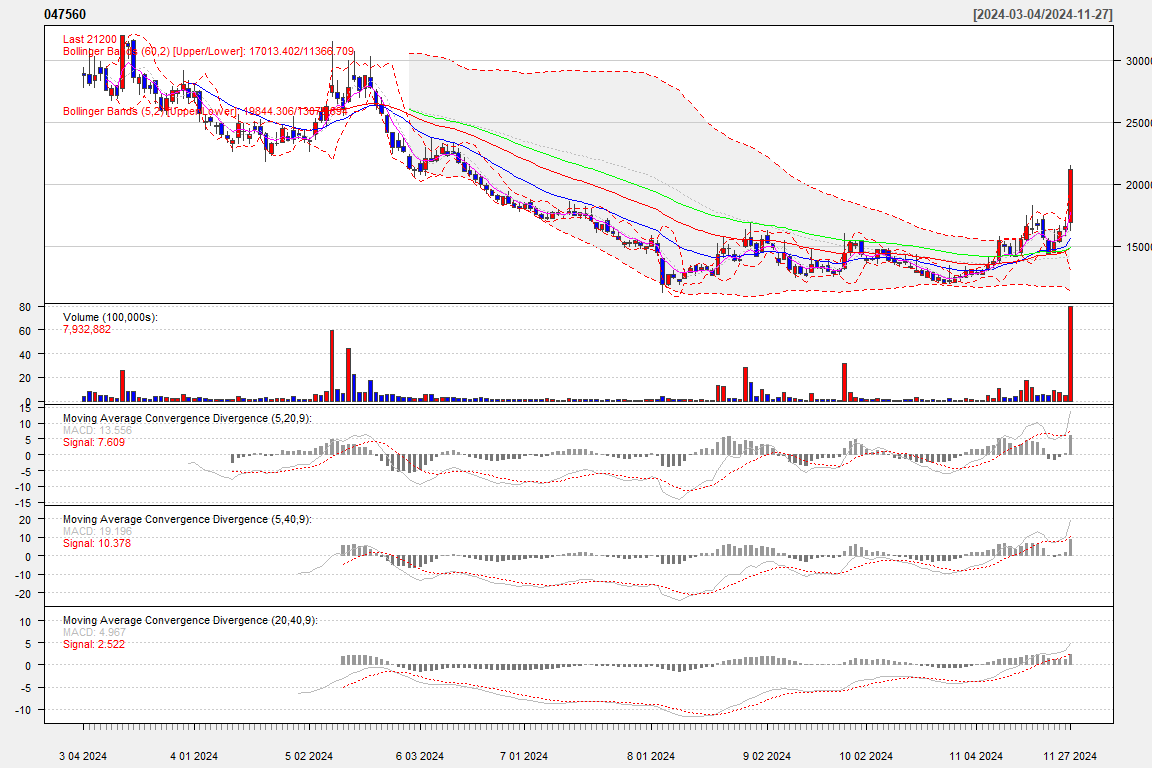 047560 [2024-03-04/2024-11-27]
Last 21200
Bollinger Bands (60,2) [Upper/Lower]: 17013.402/11366.709
Bollinger Bands (5,2) [Upper/Lower]:
30000
25000
20000
15000
Volume (100,000s):
7,932,882
80
60
40
20
0
Moving Average Convergence Divergence (5,20,9):
MACD: 13.556
Signal: 7.609
15
10
5
0
-5
-10
-15
Moving Average Convergence Divergence (5,40,9):
MACD: 19.196
Signal: 10.378
20
10
0
-10
-20
Moving Average Convergence Divergence (20,40,9):
MACD: 4.967
Signal: 2.522
10
5
0
-5
-10
3 04 2024 4 01 2024 5 02 2024 6 03 2024 7 01 2024 8 01 2024 9 02 2024 10 02 2024 11 04 2024 11 27 2024